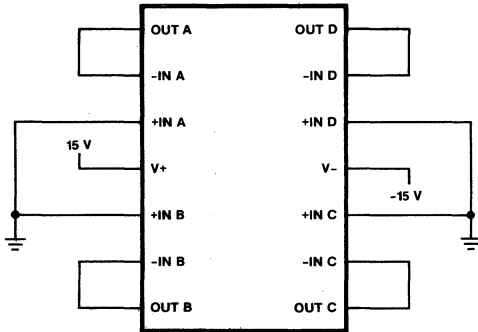 OUT A OUT D
-IN A -IN D
+IN A +IN D
15 V
V+ V-
-15 V
+IN B +IN C
-IN B -IN C
OUT B OUT C